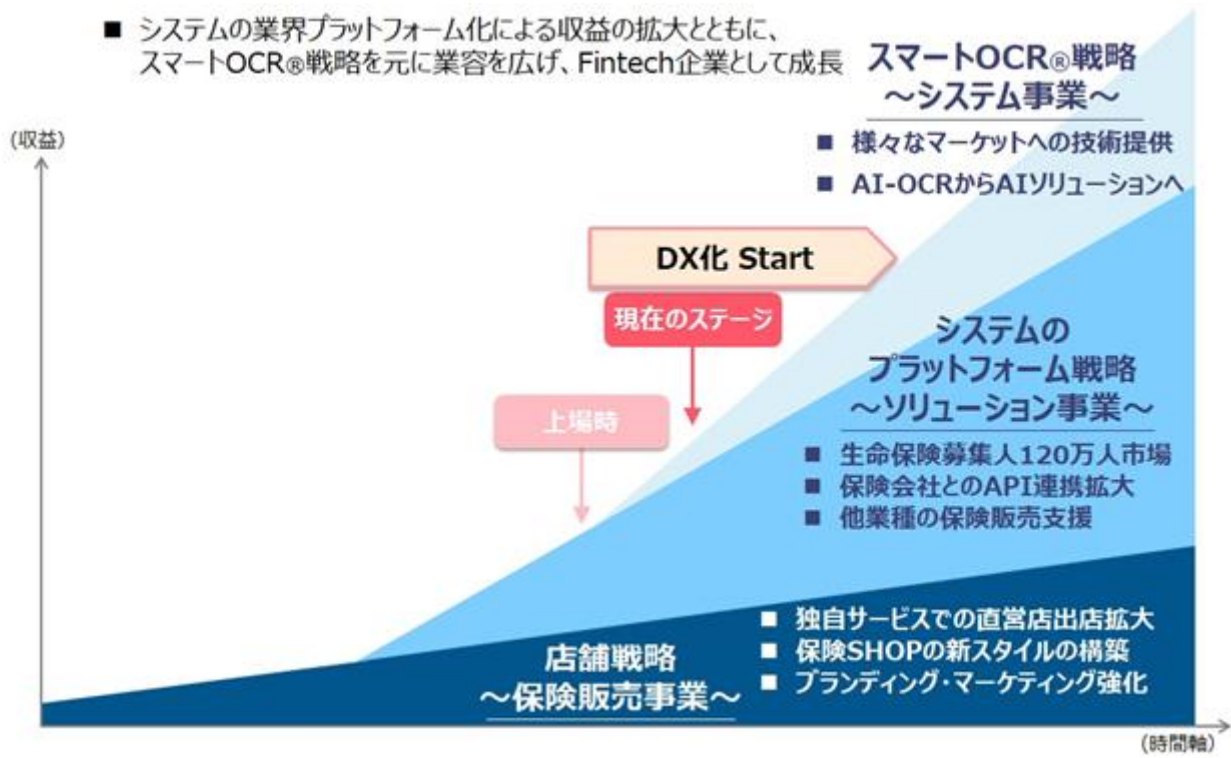 ■ システムの業界プラットフォーム化による収益の拡大とともに、
スマートOCR®戦略を元に業容を広げ、Fintech企業として成長
スマートOCR®戦略
～システム事業～
■ 様々なマーケットへの技術提供
■ AI-OCRからAIソリューションへ
(収益)
DX化 Start
現在のステージ
上場時
システムの
プラットフォーム戦略
～ソリューション事業～
■ 生命保険募集人120万人市場
■ 保険会社とのAPI連携拡大
■ 他業種の保険販売支援
店舗戦略
～保険販売事業～
■ 独自サービスでの直営店出店拡大
■ 保険SHOPの新スタイルの構築
■ ブランディング・マーケティング強化
(時間軸)